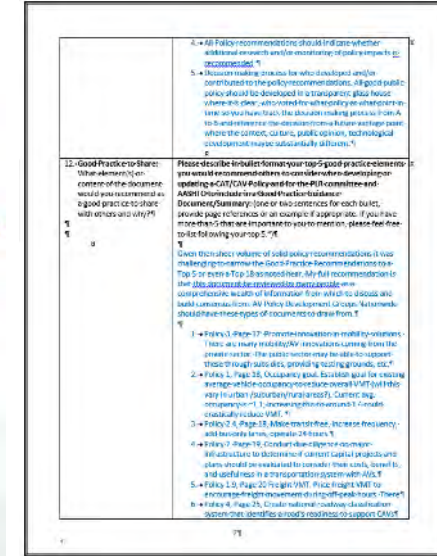 4. → All Policy recommendations should indicate whether
additional research and/or monitoring of policy impacts is
recommended.¶
5. → Decision making process for who developed and/or
contributed to the policy recommendations. All good public
policy should be developed in a transparent glass house
where it is clear, who voted for what policy at what point in
time so you have track the decision making process from A
to B and reference the decision from a future vantage point
where the context, culture, public opinion, technological
development maybe substantially different.¶
12. Good Practice to Share:
What element(s) or
content of the document
would you recommend as
a good practice to share
with others and why?¶
Please describe in bullet format your top 5 good practice elements
you would recommend others to consider when developing or
updating a CAT/CAV Policy and for the PLR committee and
AASHTO to include in a Good Practice Guidance
Document/Summary: (one or two sentences for each bullet,
provide page references or an example if appropriate. If you have
more than 5 that are important to you to mention, please feel free
to list following your top 5.¶
Given then sheer volume of solid policy recommendations it was
challenging to narrow the Good Practice Recommendations to a
Top 5 or even a Top 18 as noted hear. My full recommendation is
that this document be reviewed by many people as a
comprehensive wealth of information from which to discuss and
build consensus from. AV Policy Development Groups Nationwide
should have these types of documents to draw from.¶
1. → Policy 3, Page 17 Promote innovation in mobility solutions
There are many mobility/AV innovations coming from the
private sector. The public sector may be able to support
these through subsidies, providing testing grounds, etc.¶
2. → Policy 1, Page 18, Occupancy goal. Establish goal for existing
average vehicle occupancy to reduce overall VMT (will this
vary in urban/suburban/rural areas?). Current avg.
occupancy is ~1.1, increasing this to around 1.4 could
drastically reduce VMT.¶
3. → Policy 2.4, Page 18, Make transit free, increase frequency,
add bus only lanes, operate 24 hours.¶
4. → Policy 7 Page 19, Conduct due diligence on major
infrastructure to determine if current capital projects and
plans should be evaluated to consider their costs, benefits,
and usefulness in a transportation system with AVs.¶
5. → Policy 1.9, Page 20 Freight VMT. Price freight VMT to
encourage freight movement during off-peak hours. There¶
6. → Policy 4, Page 25, Create national roadway classification
system that identifies a road's readiness to support CAVs¶